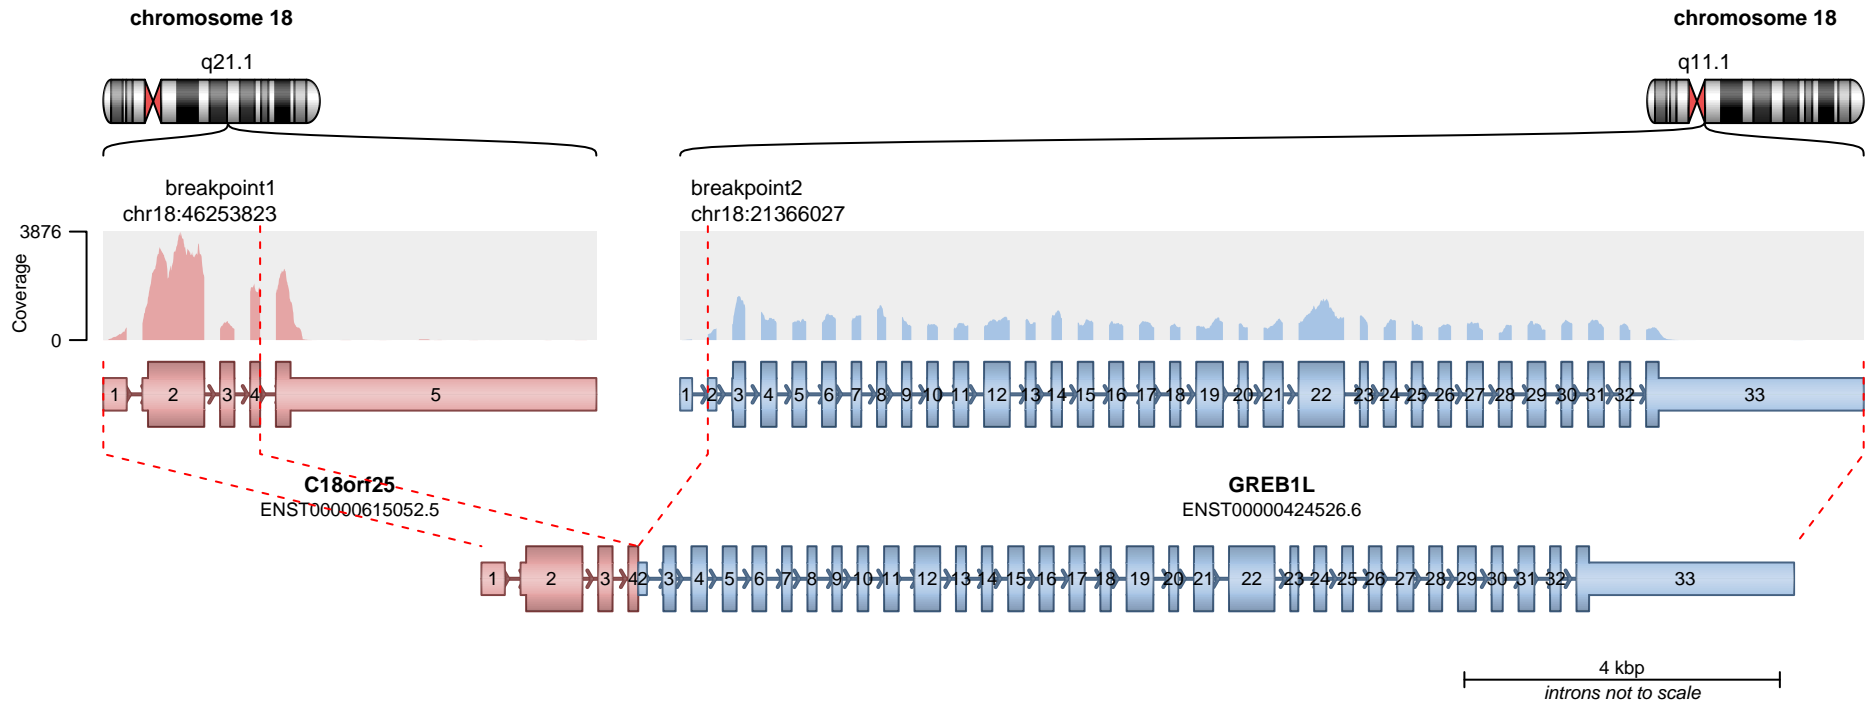 chromosome 18
chromosome 18
q21.1
q11.1
breakpoint1
chr18:46253823
breakpoint2
chr18:21366027
3876
Coverage
0
1 2 3 4 5
1 2 3 4 5 6 7 8 9 10 11 12 13 14 15 16 17 18 19 20 21 22 23 24 25 26 27 28 29 30 31 32 33
C18orf25
ENST00000615052.5
GREB1L
ENST00000424526.6
1 2 3 4 2 3 4 5 6 7 8 9 10 11 12 13 14 15 16 17 18 19 20 21 22 23 24 25 26 27 28 29 30 31 32 33
4 kbp
introns not to scale